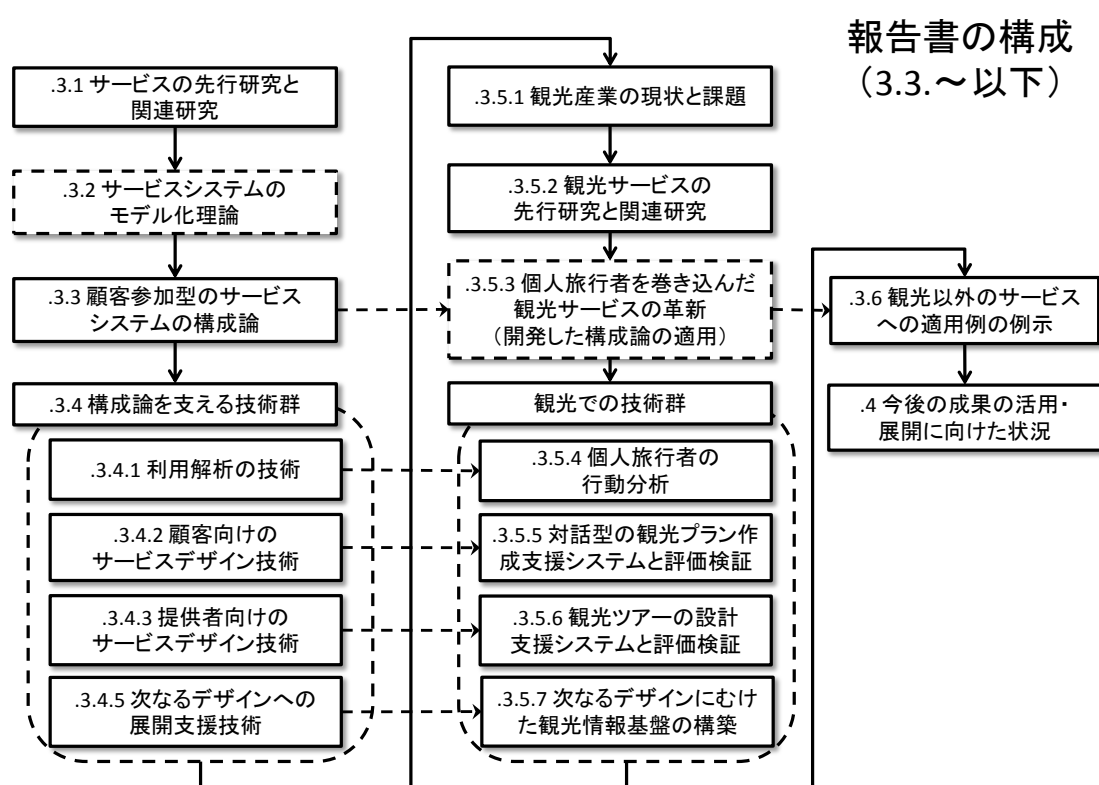 報告書の構成
（3.3.～以下）
.3.1 サービスの先行研究と
関連研究
.3.2 サービスシステムの
モデル化理論
.3.3 顧客参加型のサービス
システムの構成論
.3.4 構成論を支える技術群
.3.4.1 利用解析の技術
.3.4.2 顧客向けの
サービスデザイン技術
.3.4.3 提供者向けの
サービスデザイン技術
.3.4.5 次なるデザインへの
展開支援技術
.3.5.1 観光産業の現状と課題
.3.5.2 観光サービスの
先行研究と関連研究
.3.5.3 個人旅行者を巻き込んだ
観光サービスの革新
（開発した構成論の適用）
観光での技術群
.3.5.4 個人旅行者の
行動分析
.3.5.5 対話型の観光プラン作
成支援システムと評価検証
.3.5.6 観光ツアーの設計
支援システムと評価検証
.3.5.7 次なるデザインにむけ
た観光情報基盤の構築
.3.6 観光以外のサービス
への適用例の例示
.4 今後の成果の活用・
展開に向けた状況